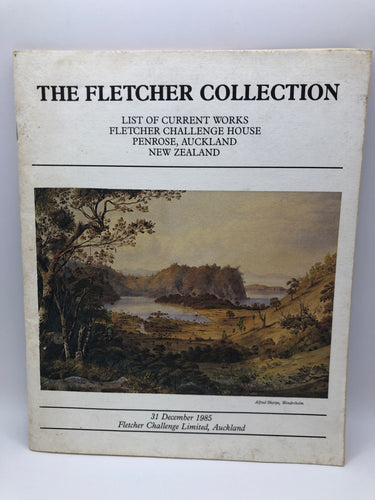 THE FLETCHER COLLECTION
LIST OF CURRENT WORKS
FLETCHER CHALLENGE HOUSE
PENROSE, AUCKLAND
NEW ZEALAND
Alfred Sharpe, Wenderholm.
31 December 1985
Fletcher Challenge Limited, Auckland